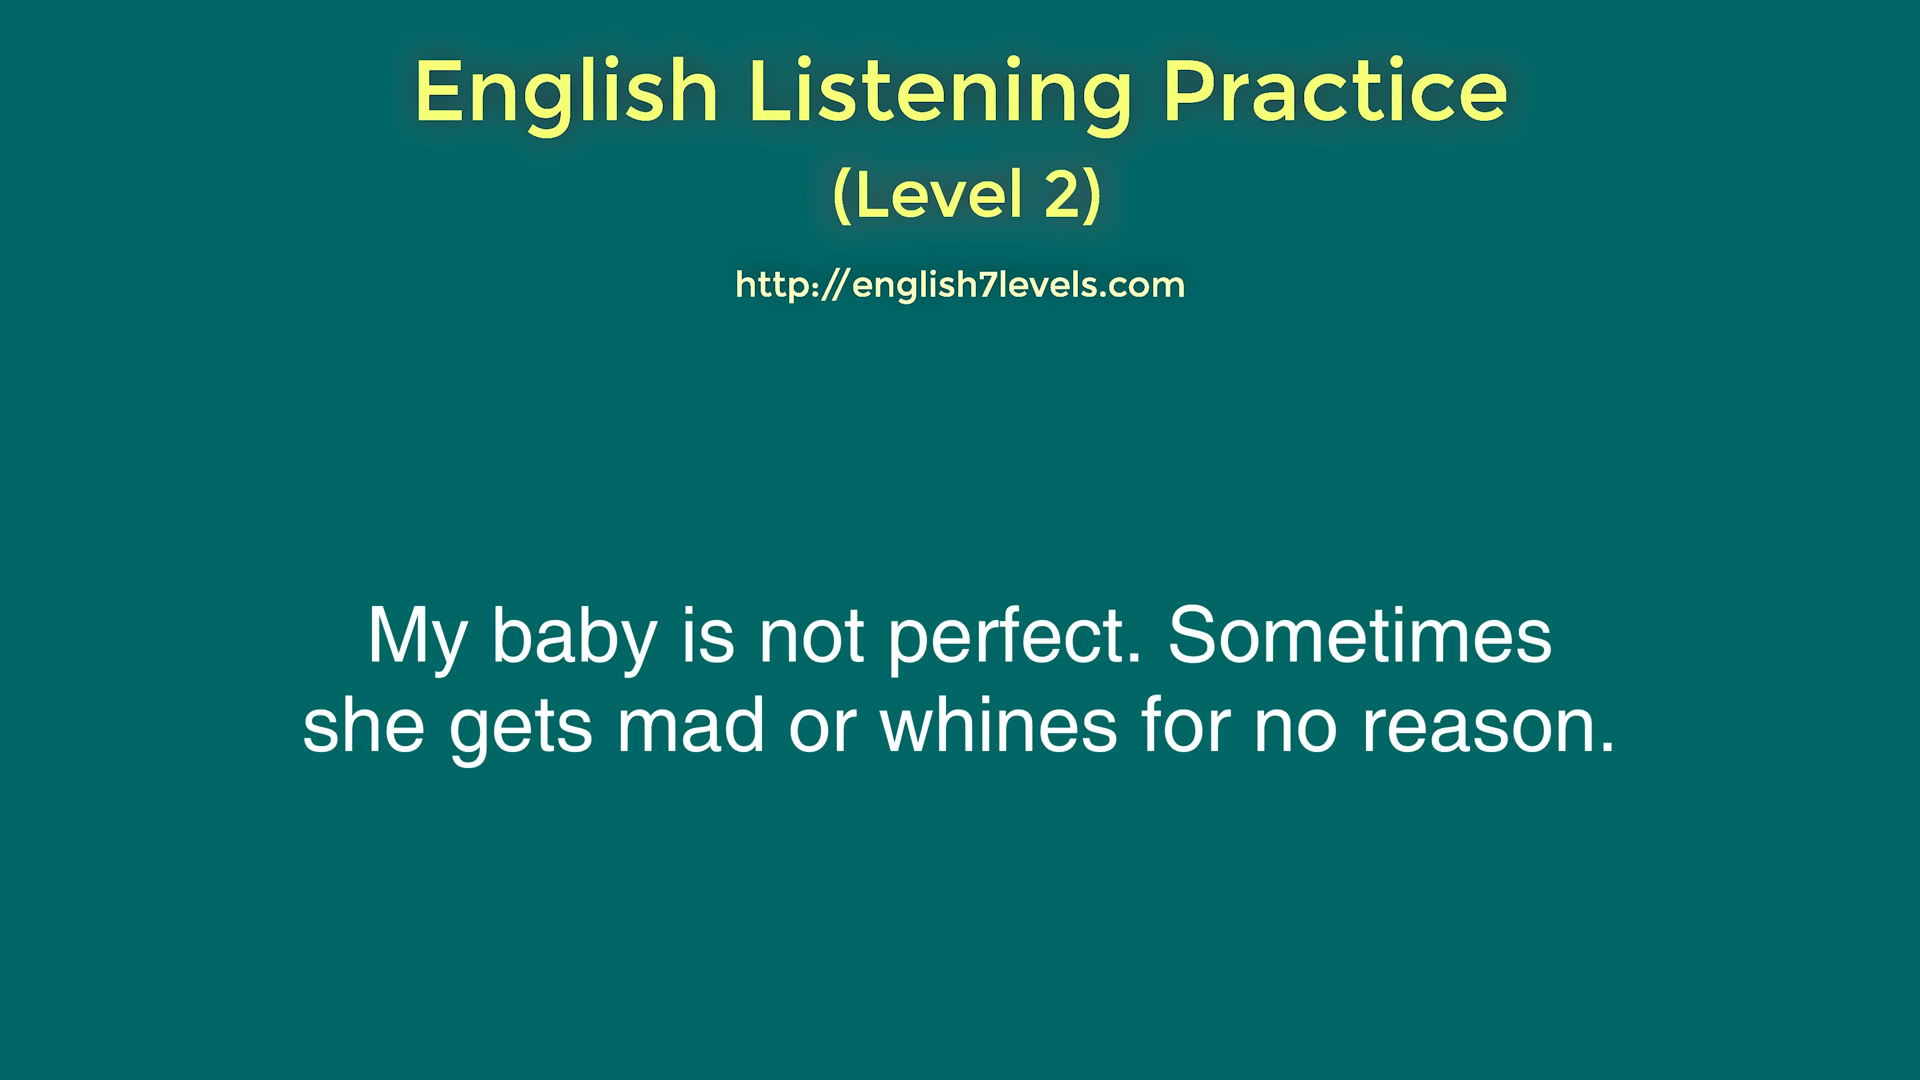 English Listening Practice
(Level 2)
http://english7levels.com
My baby is not perfect. Sometimes
she gets mad or whines for no reason.